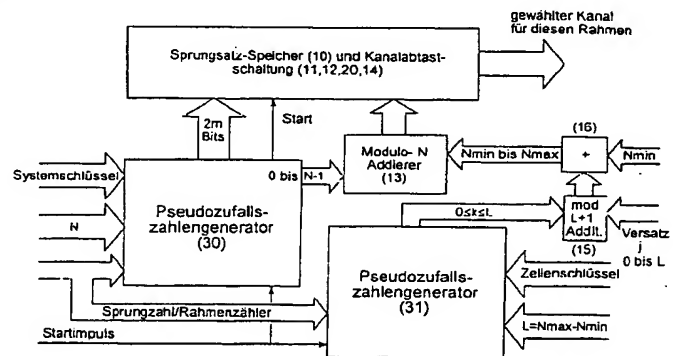 gewählter Kanal
für diesen Rahmen
Sprungsalz-Speicher (10) und Kanalabtast-
schaltung (11,12,20,14)
2m
Bits
Start
Modulo- N
Addierer
(13)
(16)
+
Nmin bis Nmax
Nmin
Systemschlüssel
0 bis N-1
Pseudozufalls-
zahlengenerator
(30)
N
0≤k≤L
mod
L+1
Addit.
(15)
Versatz
j
0 bis L
Pseudozufalls-
zahlengenerator
(31)
Zellenschlüssel
Sprungzahl/Rahmenzähler
L=Nmax-Nmin
Startimpuls